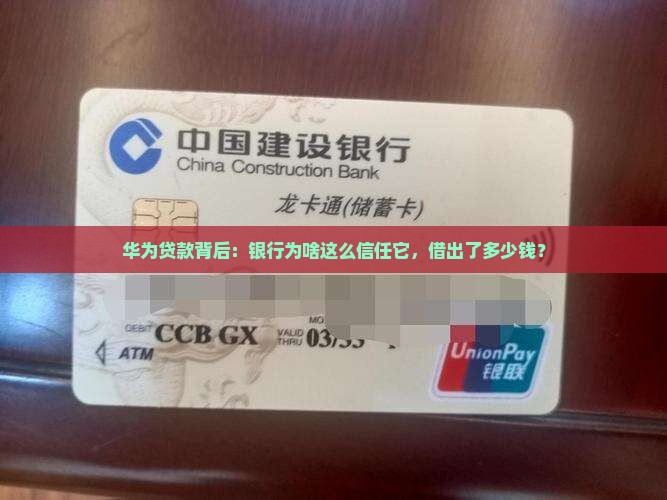 中国建设银行
China Construction Bank
龙卡通(储蓄卡)
华为贷款背后：银行为啥这么信任它，借出了多少钱？
DEBIT CCB GX VALID THRU 03/33
ATM
UnionPay
银联